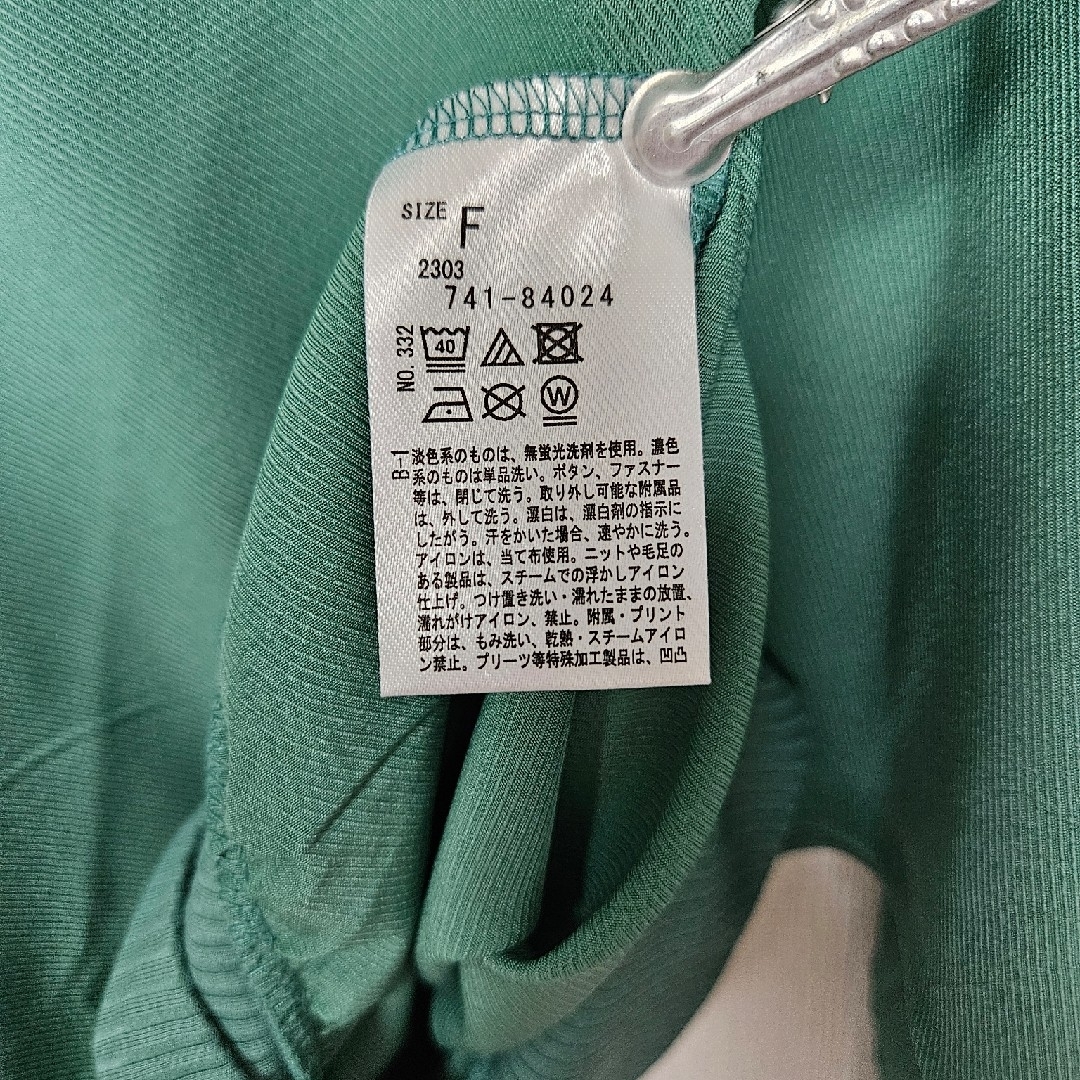 SIZE F
2303
741-84024
NO. 332
40
W
B-1
淡色系のものは、無蛍光洗剤を使用。濃色
系のものは単品洗い。ボタン、ファスナー
等は、閉じて洗う。取り外し可能な附属品
は、外して洗う。漂白は、漂白剤の指示に
したがう。汗をかいた場合、速やかに洗う。
アイロンは、当て布使用。ニットや毛足の
ある製品は、スチームでの浮かしアイロン
仕上げ。つけ置き洗い・濡れたままの放置、
濡れがけアイロン、禁止。附属・プリント
部分は、もみ洗い、乾熱・スチームアイロ
ン禁止。プリーツ等特殊加工製品は、凹凸